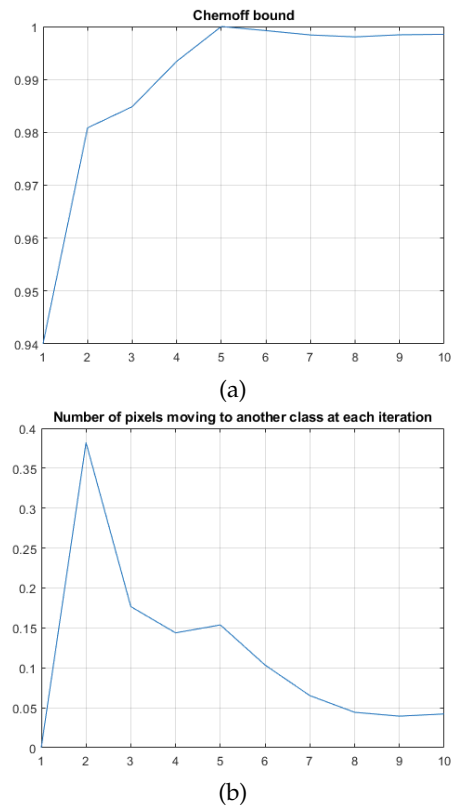 Chernoff bound
1
0.99
0.98
0.97
0.96
0.95
0.94
1 2 3 4 5 6 7 8 9 10
(a)
Number of pixels moving to another class at each iteration
0.4
0.35
0.3
0.25
0.2
0.15
0.1
0.05
0
1 2 3 4 5 6 7 8 9 10
(b)